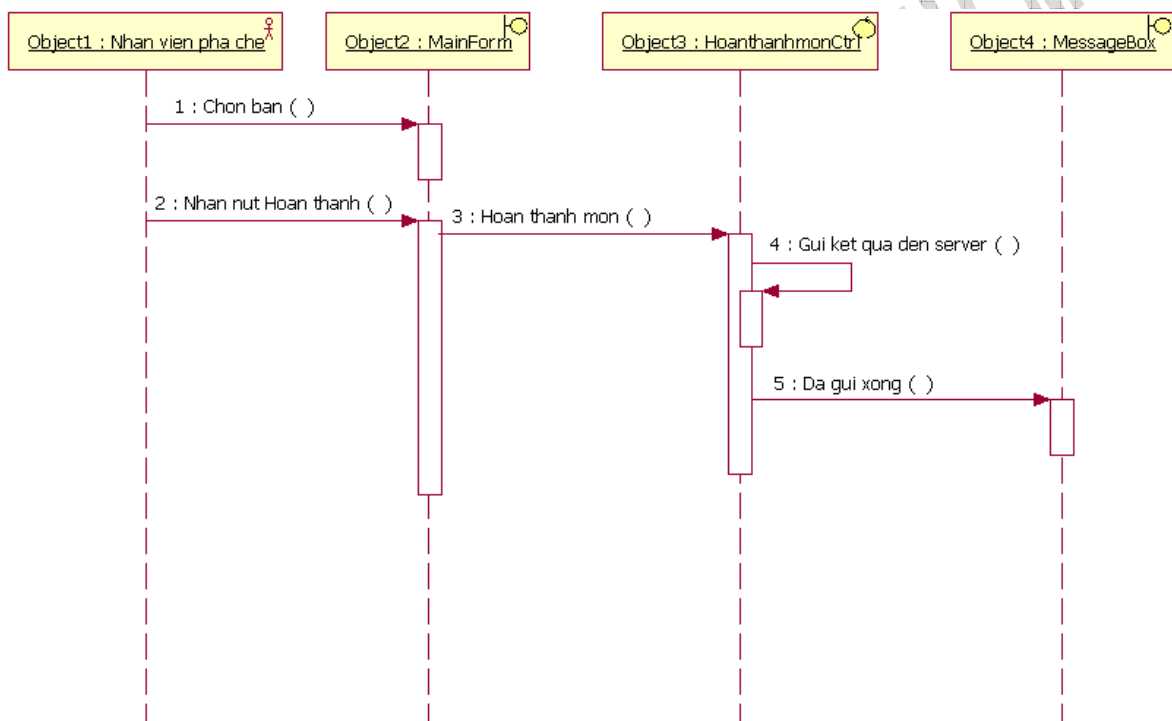 Object1 : Nhan vien pha che
Object2 : MainForm
Object3 : HoanthanhmonCtrl
Object4 : MessageBox
1 : Chon ban ( )
2 : Nhan nut Hoan thanh ( )
3 : Hoan thanh mon ( )
4 : Gui ket qua den server ( )
5 : Da gui xong ( )